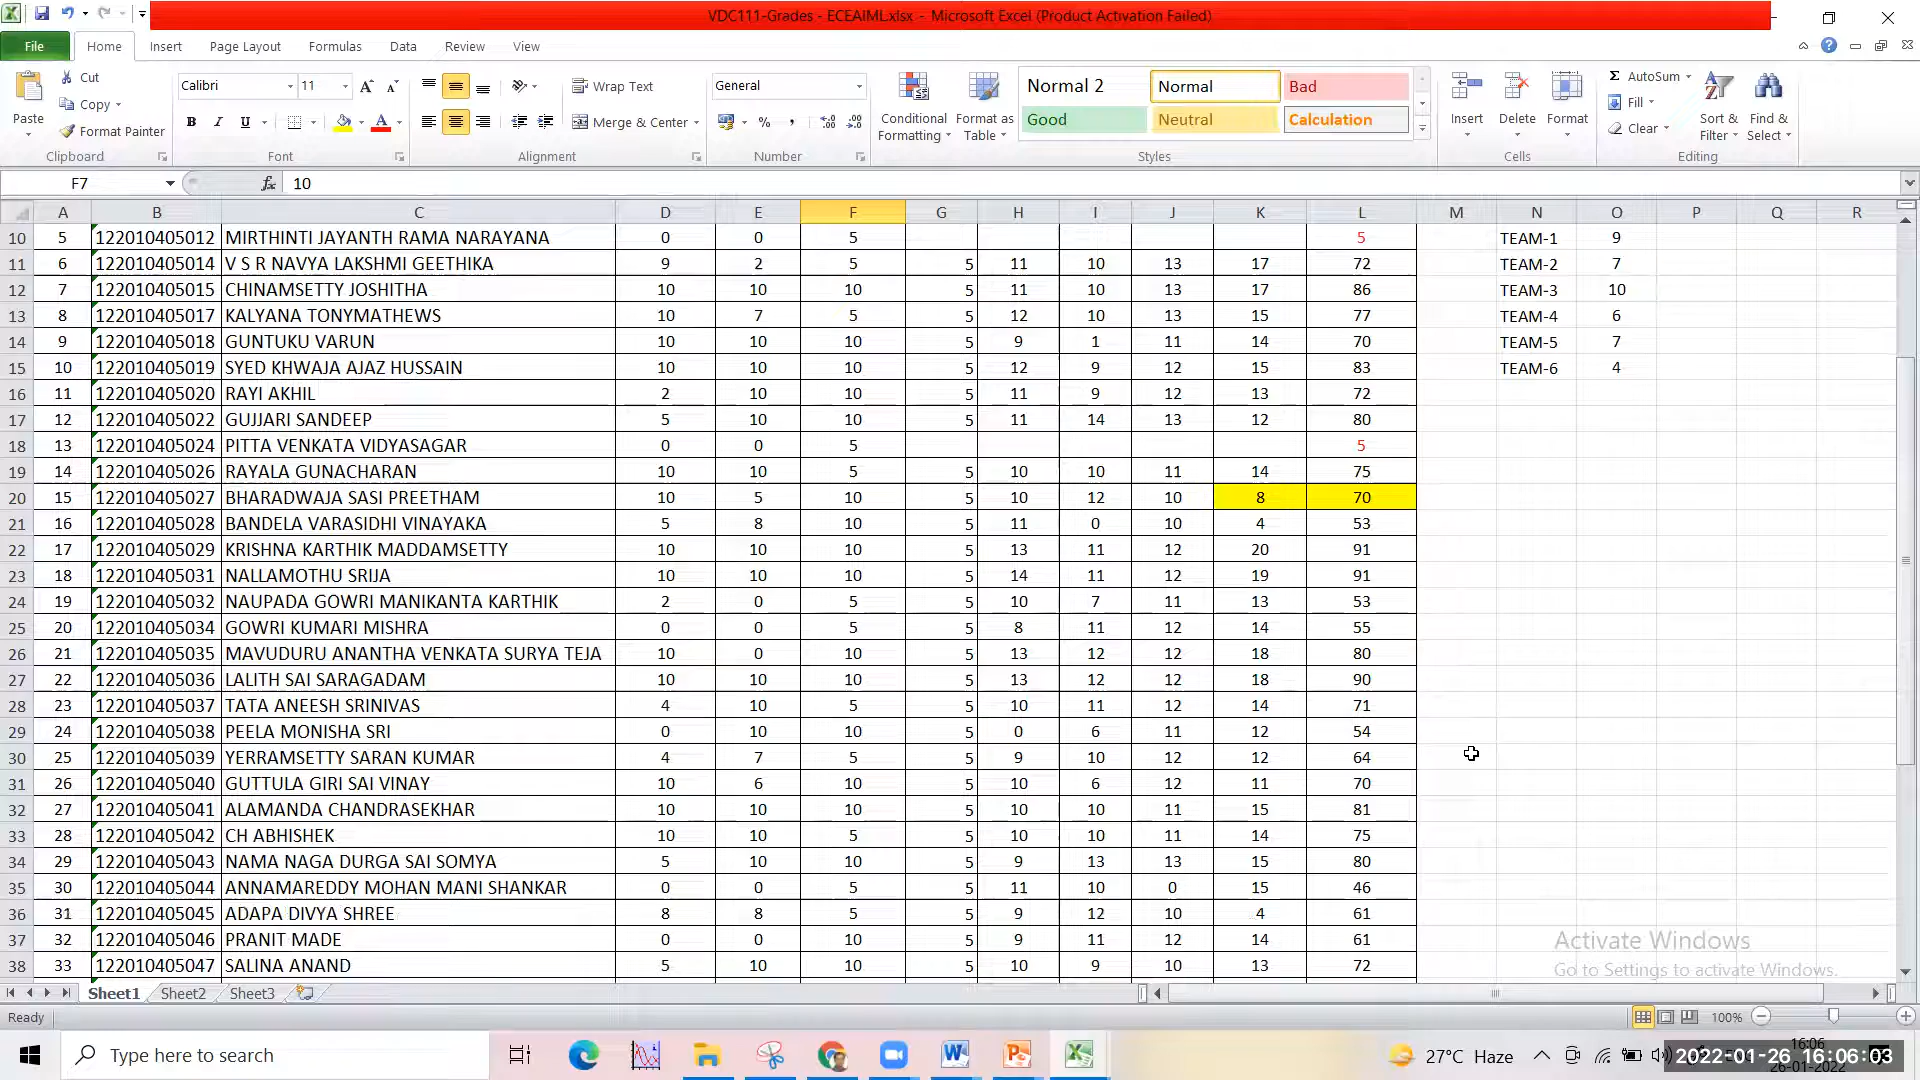 VDC111-Grades - ECEAIML.xlsx - Microsoft Excel (Product Activation Failed)
File Home Insert Page Layout Formulas Data Review View
Paste Cut Copy Format Painter Clipboard
Calibri 11 A A B I U A Font
Wrap Text Merge & Center Alignment
General % , Number
Conditional Formatting Format as Table Normal 2 Normal Bad Good Neutral Calculation Styles
Insert Delete Format Cells
Σ AutoSum Fill Clear Sort & Filter Find & Select Editing
F7 fx 10
A B C D E F G H I J K L M N O P Q R
10 5 122010405012 MIRTHINTI JAYANTH RAMA NARAYANA 0 0 5 5 TEAM-1 9
11 6 122010405014 V S R NAVYA LAKSHMI GEETHIKA 9 2 5 5 11 10 13 17 72 TEAM-2 7
12 7 122010405015 CHINAMSETTY JOSHITHA 10 10 10 5 11 10 13 17 86 TEAM-3 10
13 8 122010405017 KALYANA TONYMATHEWS 10 7 10 5 12 10 13 15 77 TEAM-4 6
14 9 122010405018 GUNTUKU VARUN 10 10 10 5 9 1 11 14 70 TEAM-5 7
15 10 122010405019 SYED KHWAJA AJAZ HUSSAIN 10 10 10 5 12 9 12 15 83 TEAM-6 4
16 11 122010405020 RAYI AKHIL 2 10 10 5 11 9 12 13 72
17 12 122010405022 GUJJARI SANDEEP 5 10 10 5 11 14 13 12 80
18 13 122010405024 PITTA VENKATA VIDYASAGAR 0 0 5 5
19 14 122010405026 RAYALA GUNACHARAN 10 10 5 5 10 10 11 14 75
20 15 122010405027 BHARADWAJA SASI PREETHAM 10 5 10 5 10 12 10 8 70
21 16 122010405028 BANDELA VARASIDHI VINAYAKA 5 8 10 5 11 0 10 4 53
22 17 122010405029 KRISHNA KARTHIK MADDAMSETTY 10 10 10 5 13 11 12 20 91
23 18 122010405031 NALLAMOTHU SRIJA 10 10 10 5 14 11 12 19 91
24 19 122010405032 NAUPADA GOWRI MANIKANTA KARTHIK 2 0 5 5 10 7 11 13 53
25 20 122010405034 GOWRI KUMARI MISHRA 0 0 5 5 8 11 12 14 55
26 21 122010405035 MAVUDURU ANANTHA VENKATA SURYA TEJA 10 0 10 5 13 12 12 18 80
27 22 122010405036 LALITH SAI SARAGADAM 10 10 10 5 13 12 12 18 90
28 23 122010405037 TATA ANEESH SRINIVAS 4 10 5 5 10 11 12 14 71
29 24 122010405038 PEELA MONISHA SRI 0 10 10 5 0 6 11 12 54
30 25 122010405039 YERRAMSETTY SARAN KUMAR 4 7 5 5 9 10 12 12 64
31 26 122010405040 GUTTULA GIRI SAI VINAY 10 6 10 5 10 6 12 11 70
32 27 122010405041 ALAMANDA CHANDRASEKHAR 10 10 10 5 10 10 11 15 81
33 28 122010405042 CH ABHISHEK 10 10 5 5 10 10 11 14 75
34 29 122010405043 NAMA NAGA DURGA SAI SOMYA 5 10 10 5 9 13 13 15 80
35 30 122010405044 ANNAMAREDDY MOHAN MANI SHANKAR 0 0 5 5 11 10 0 15 46
36 31 122010405045 ADAPA DIVYA SHREE 8 8 5 5 9 12 10 4 61
37 32 122010405046 PRANIT MADE 0 0 10 5 9 11 12 14 61
38 33 122010405047 SALINA ANAND 5 10 10 5 10 9 10 13 72
Activate Windows
Go to Settings to activate Windows.
Sheet1 Sheet2 Sheet3
Ready 100%
Type here to search 27°C Haze 16:06
2022-01-26 16:06:03
26-01-2022